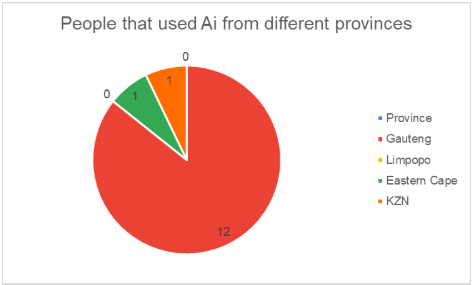 People that used Ai from different provinces
0
0
1
1
12
Province
Gauteng
Limpopo
Eastern Cape
KZN